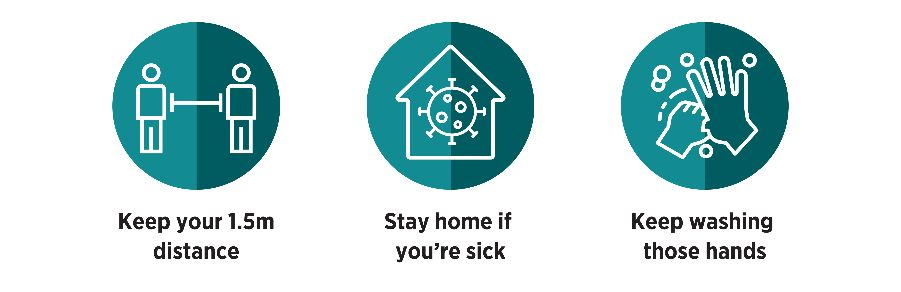 Keep your 1.5m
distance
Stay home if
you’re sick
Keep washing
those hands